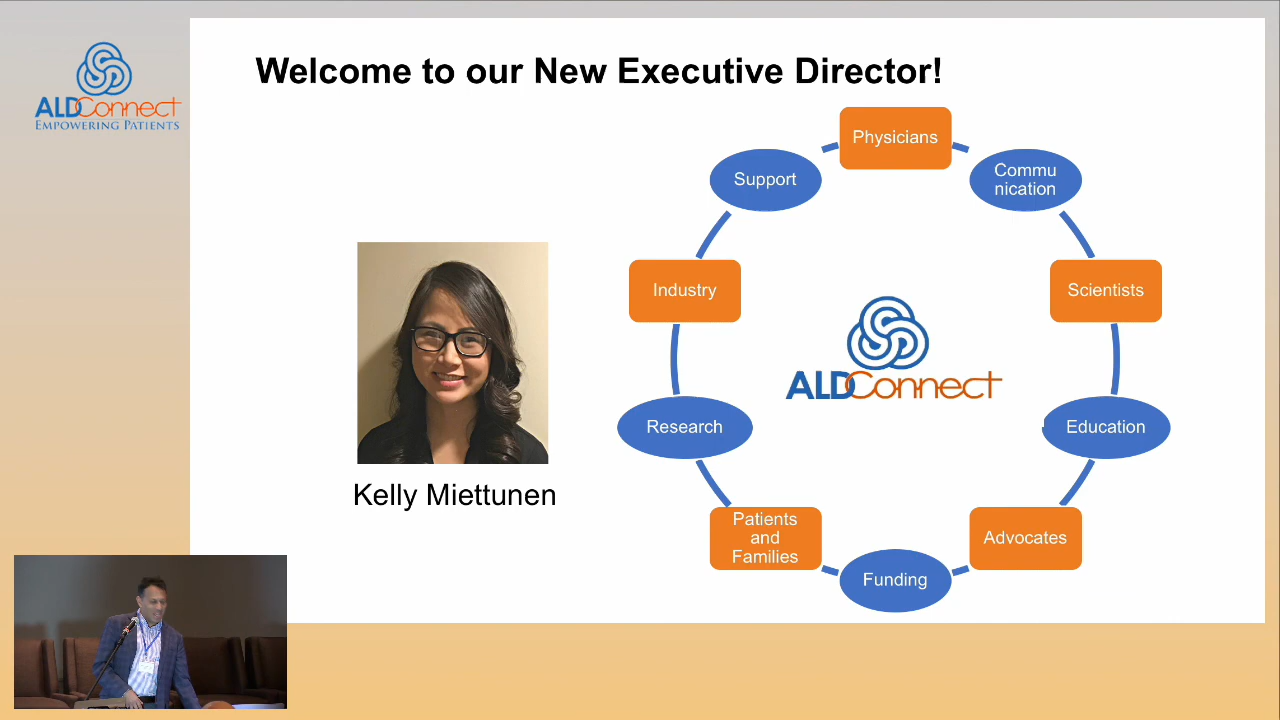 Welcome to our New Executive Director!
ALDConnect
EMPOWERING PATIENTS
Physicians
Support
Commu
nication
Industry
Scientists
ALDConnect
Research
Education
Kelly Miettunen
Patients
and
Families
Advocates
Funding